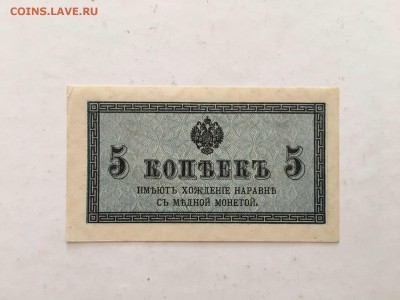 COINS.LAVE.RU
5 КОПѢЕКЪ 5
ИМѢЮТЪ ХОЖДЕНІЕ НАРАВНѢ
СЪ МѢДНОЙ МОНЕТОЙ.